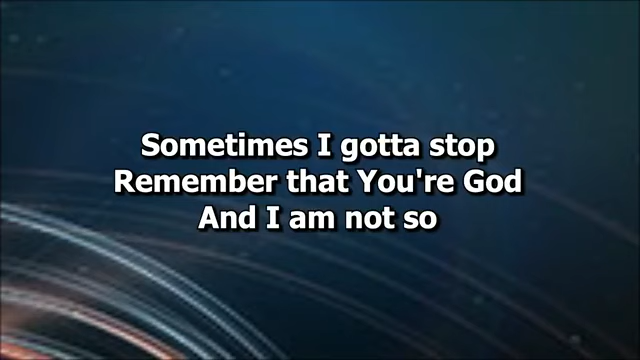 Sometimes I gotta stop
Remember that You're God
And I am not so